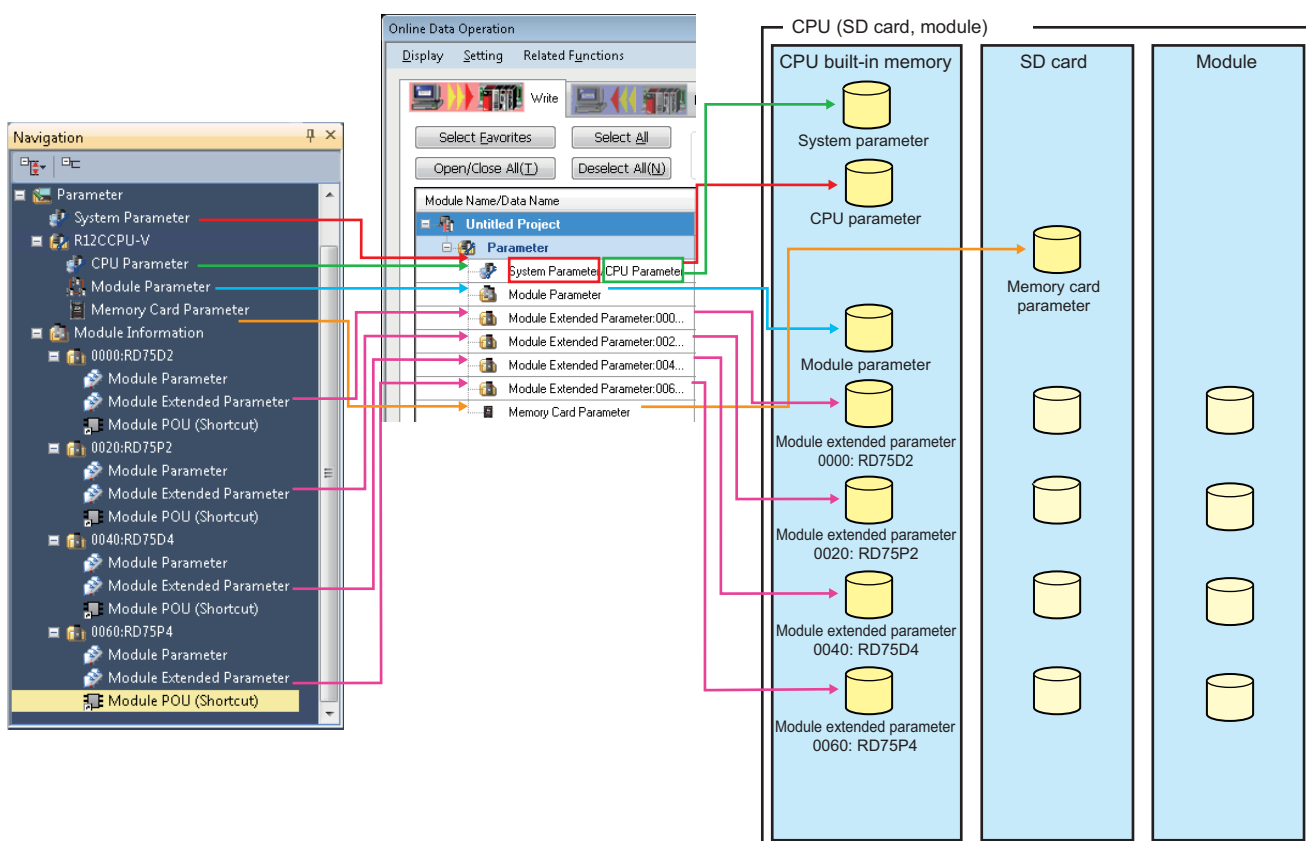 Navigation
Parameter
System Parameter
R12CCPU-V
CPU Parameter
Module Parameter
Memory Card Parameter
Module Information
0000:RD75D2
Module Parameter
Module Extended Parameter
Module POU (Shortcut)
0020:RD75P2
Module Parameter
Module Extended Parameter
Module POU (Shortcut)
0040:RD75D4
Module Parameter
Module Extended Parameter
Module POU (Shortcut)
0060:RD75P4
Module Parameter
Module Extended Parameter
Module POU (Shortcut)
Online Data Operation
Display Setting Related Functions
Write
Select Favorites Select All
Open/Close All(T) Deselect All(N)
Module Name/Data Name
Untitled Project
Parameter
System Parameter/CPU Parameter
Module Parameter
Module Extended Parameter:000...
Module Extended Parameter:002...
Module Extended Parameter:004...
Module Extended Parameter:006...
Memory Card Parameter
CPU (SD card, module)
CPU built-in memory
System parameter
CPU parameter
Module parameter
Module extended parameter
0000: RD75D2
Module extended parameter
0020: RD75P2
Module extended parameter
0040: RD75D4
Module extended parameter
0060: RD75P4
SD card
Memory card
parameter
Module